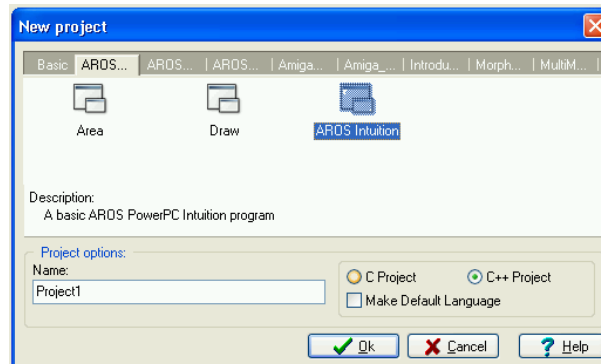 New project
Basic AROS... | AROS... | AROS... | Amiga... | Amiga_... | Introdu... | Morph... | MultiM... |
Area Draw AROS Intuition
Description:
A basic AROS PowerPC Intuition program
Project options:
Name:
Project1
C Project C++ Project
Make Default Language
Ok Cancel Help